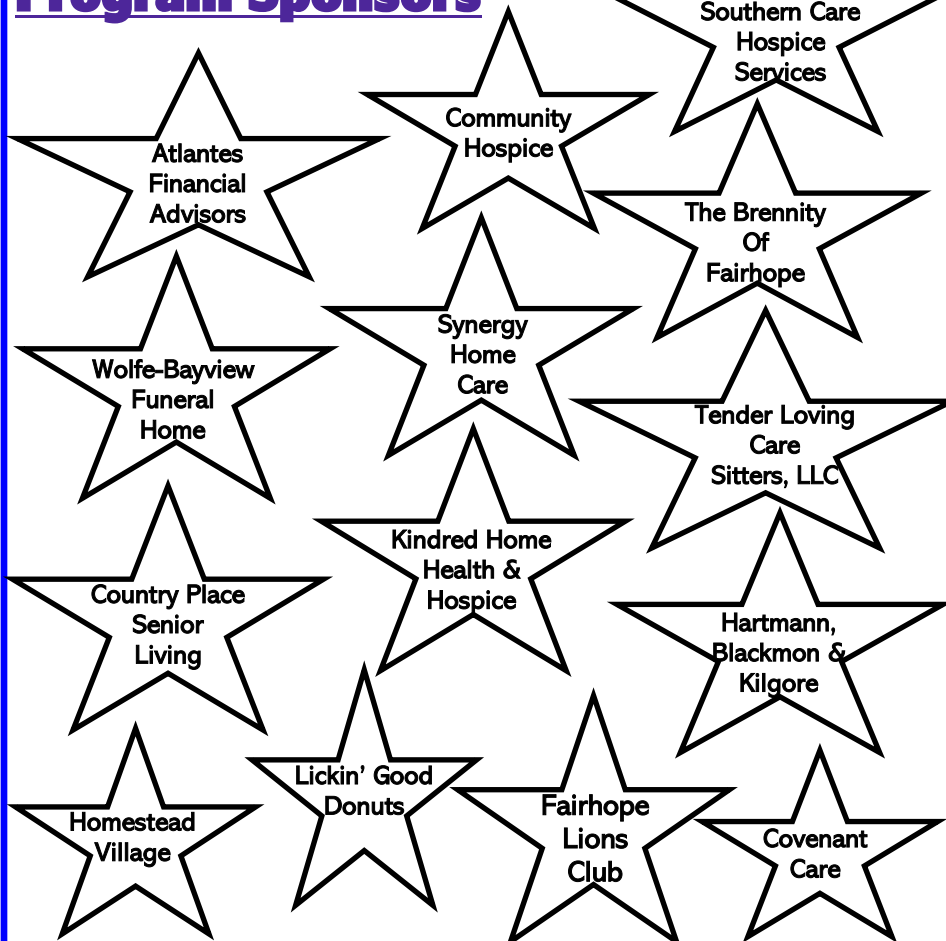 Program Sponsors
Southern Care
Hospice
Services
Community
Hospice
Atlantes
Financial
Advisors
The Brennity
Of
Fairhope
Synergy
Home
Care
Wolfe-Bayview
Funeral
Home
Tender Loving
Care
Sitters, LLC
Kindred Home
Health &
Hospice
Country Place
Senior
Living
Hartmann,
Blackmon &
Kilgore
Lickin' Good
Donuts
Fairhope
Lions
Club
Homestead
Village
Covenant
Care